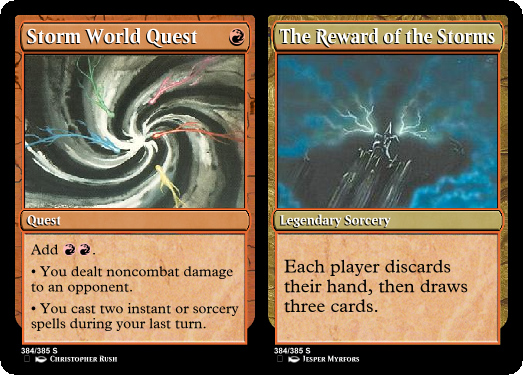 Storm World Quest
Quest
Add
.
• You dealt noncombat damage
to an opponent.
• You cast two instant or sorcery
spells during your last turn.
384/385 S
Christopher Rush
The Reward of the Storms
Legendary Sorcery
Each player discards
their hand, then draws
three cards.
384/385 S
Jesper Myrfors